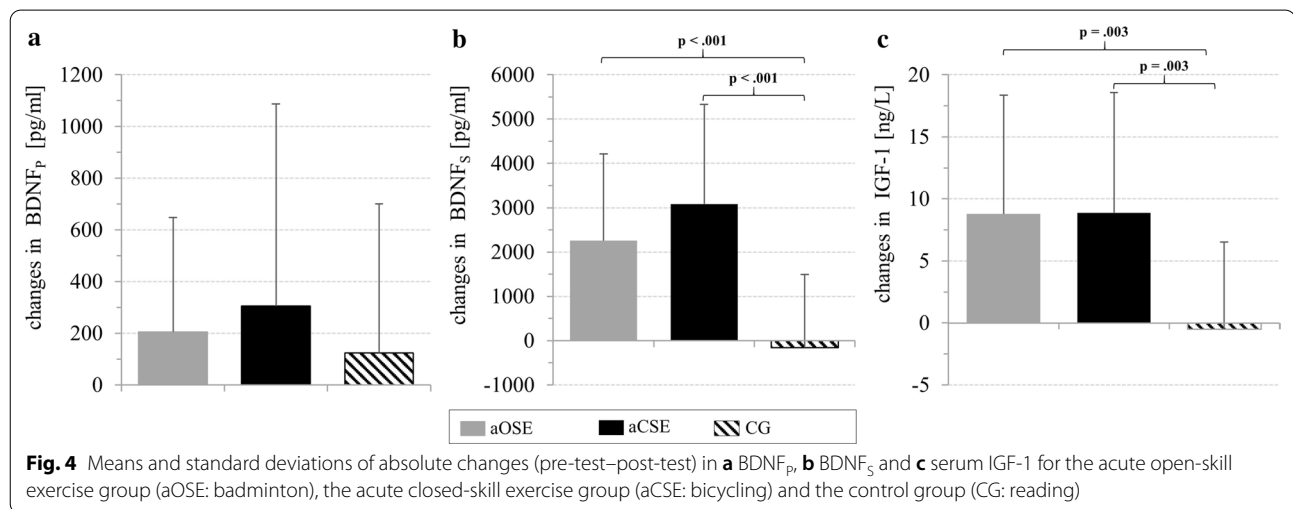 a
changes in BDNFP [pg/ml]
1200
1000
800
600
400
200
0
b
p < .001
p < .001
changes in BDNFS [pg/ml]
6000
5000
4000
3000
2000
1000
0
-1000
c
p = .003
p = .003
changes in IGF-1 [ng/L]
20
15
10
5
0
-5
aOSE
aCSE
CG
Fig. 4 Means and standard deviations of absolute changes (pre-test–post-test) in a BDNFP, b BDNFS and c serum IGF-1 for the acute open-skill
exercise group (aOSE: badminton), the acute closed-skill exercise group (aCSE: bicycling) and the control group (CG: reading)